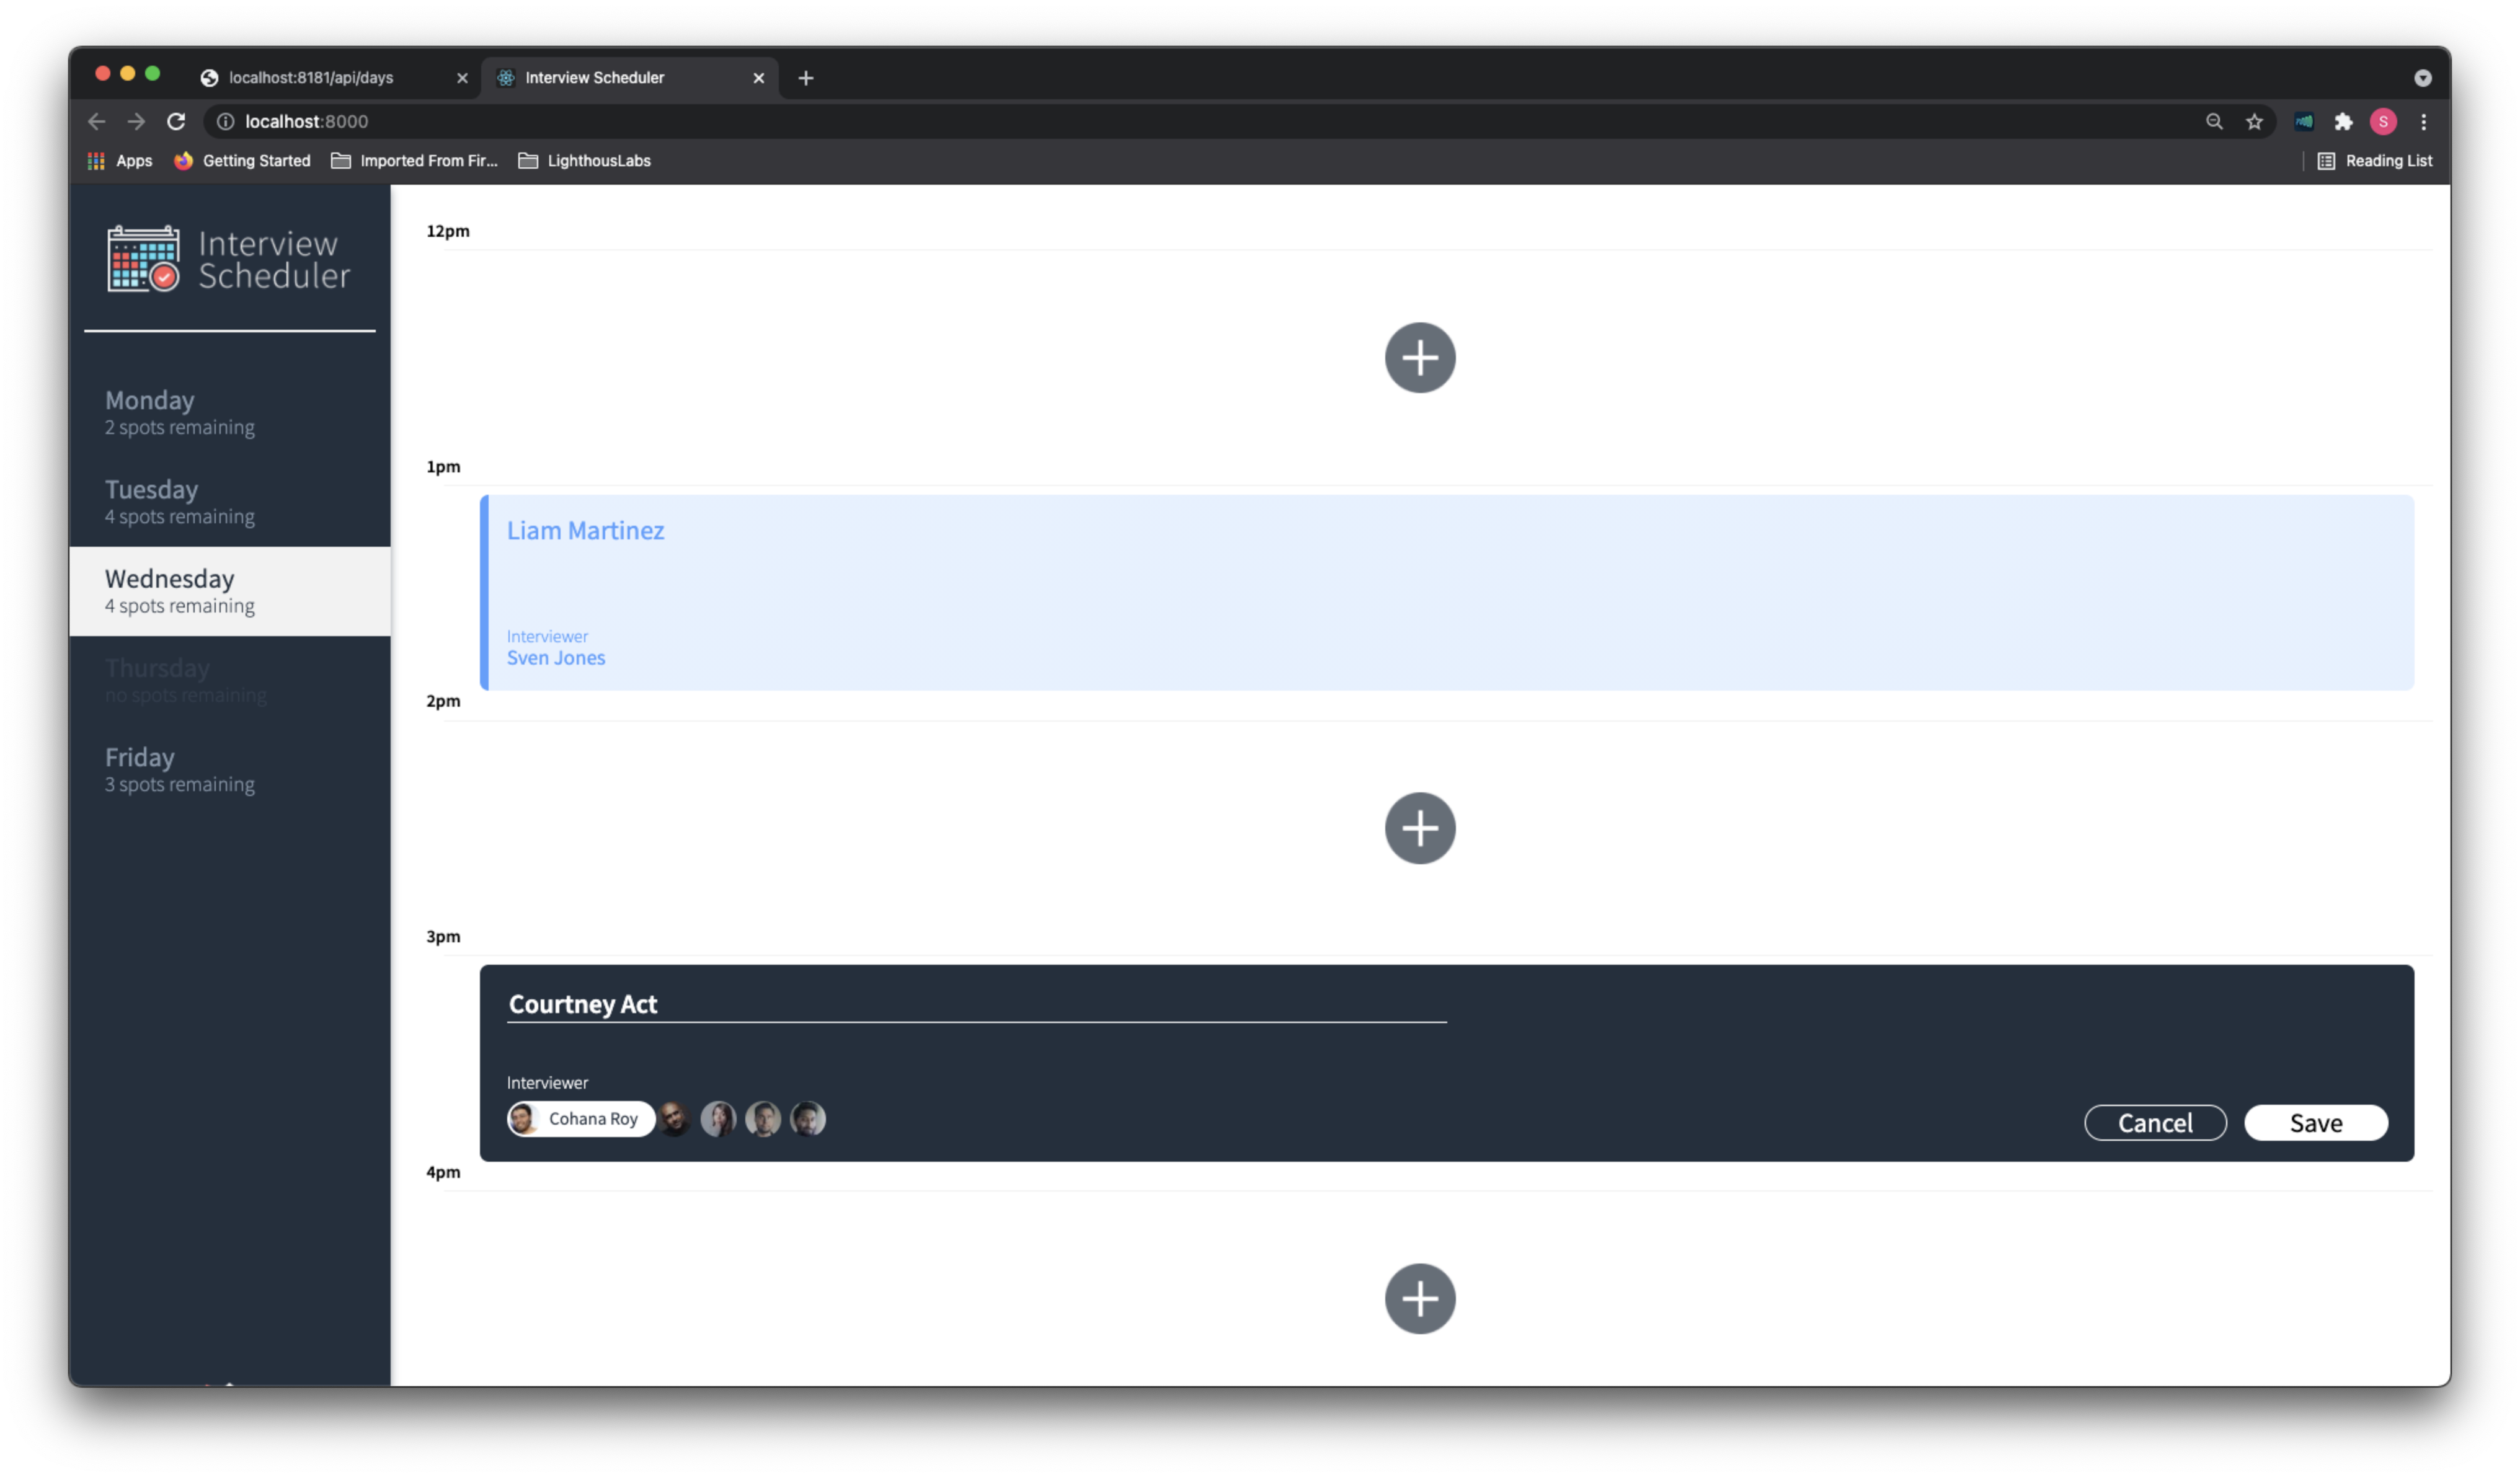 localhost:8181/api/days
Interview Scheduler
localhost:8000
S
Apps
Getting Started
Imported From Fir...
LighthousLabs
Reading List
Interview
Scheduler
Monday
2 spots remaining
Tuesday
4 spots remaining
Wednesday
4 spots remaining
Thursday
no spots remaining
Friday
3 spots remaining
12pm
1pm
Liam Martinez
Interviewer
Sven Jones
2pm
3pm
Courtney Act
Interviewer
Cohana Roy
Cancel
Save
4pm